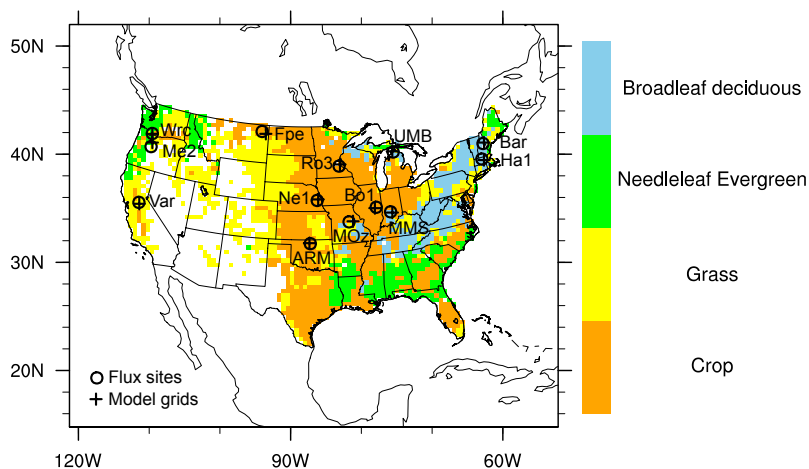 50N
40N
30N
20N
120W
90W
60W
Wrc
Me2
Fpe
UMB
Bar
Ha1
Ro3
Var
Ne1
Bo1
MOz
MMS
ARM
Flux sites
Model grids
Broadleaf deciduous
Needleleaf Evergreen
Grass
Crop